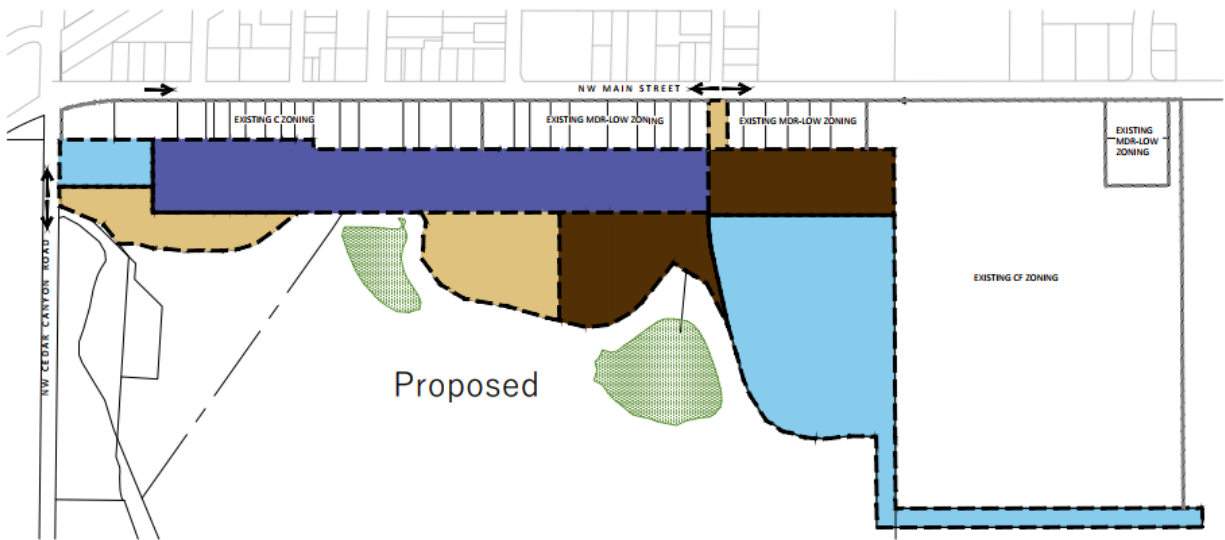 NW MAIN STREET
EXISTING C ZONING
EXISTING MDR-LOW ZONING
EXISTING MDR-LOW ZONING
EXISTING
MDR-LOW
ZONING
NW CEDAR CANYON ROAD
EXISTING CF ZONING
Proposed